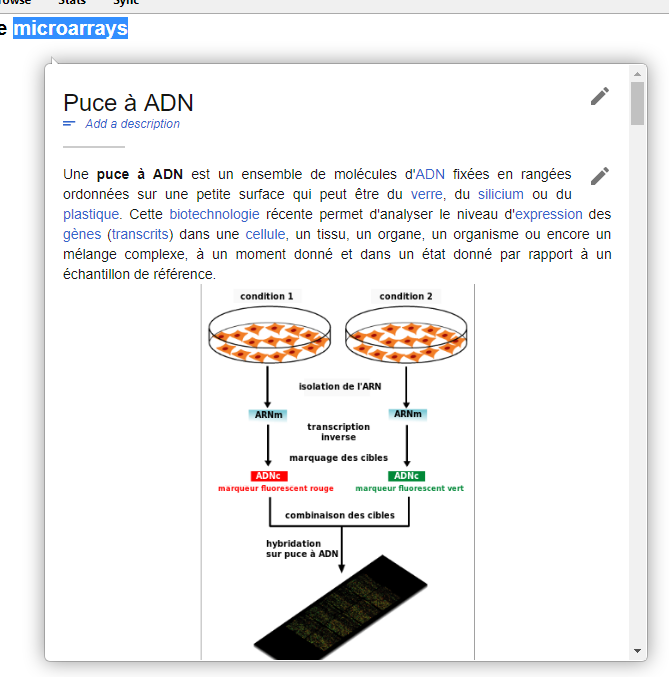 Stats
Sync
e microarrays
Puce à ADN
Add a description
Une puce à ADN est un ensemble de molécules d'ADN fixées en rangées
ordonnées sur une petite surface qui peut être du verre, du silicium ou du
plastique. Cette biotechnologie récente permet d'analyser le niveau d'expression des
gènes (transcrits) dans une cellule, un tissu, un organe, un organisme ou encore un
mélange complexe, à un moment donné et dans un état donné par rapport à un
échantillon de référence.
condition 1
condition 2
isolation de l'ARN
ARNm
ARNm
transcription
inverse
marquage des cibles
ADNc
ADNc
marqueur fluorescent rouge
marqueur fluorescent vert
combinaison des cibles
hybridation
sur puce à ADN